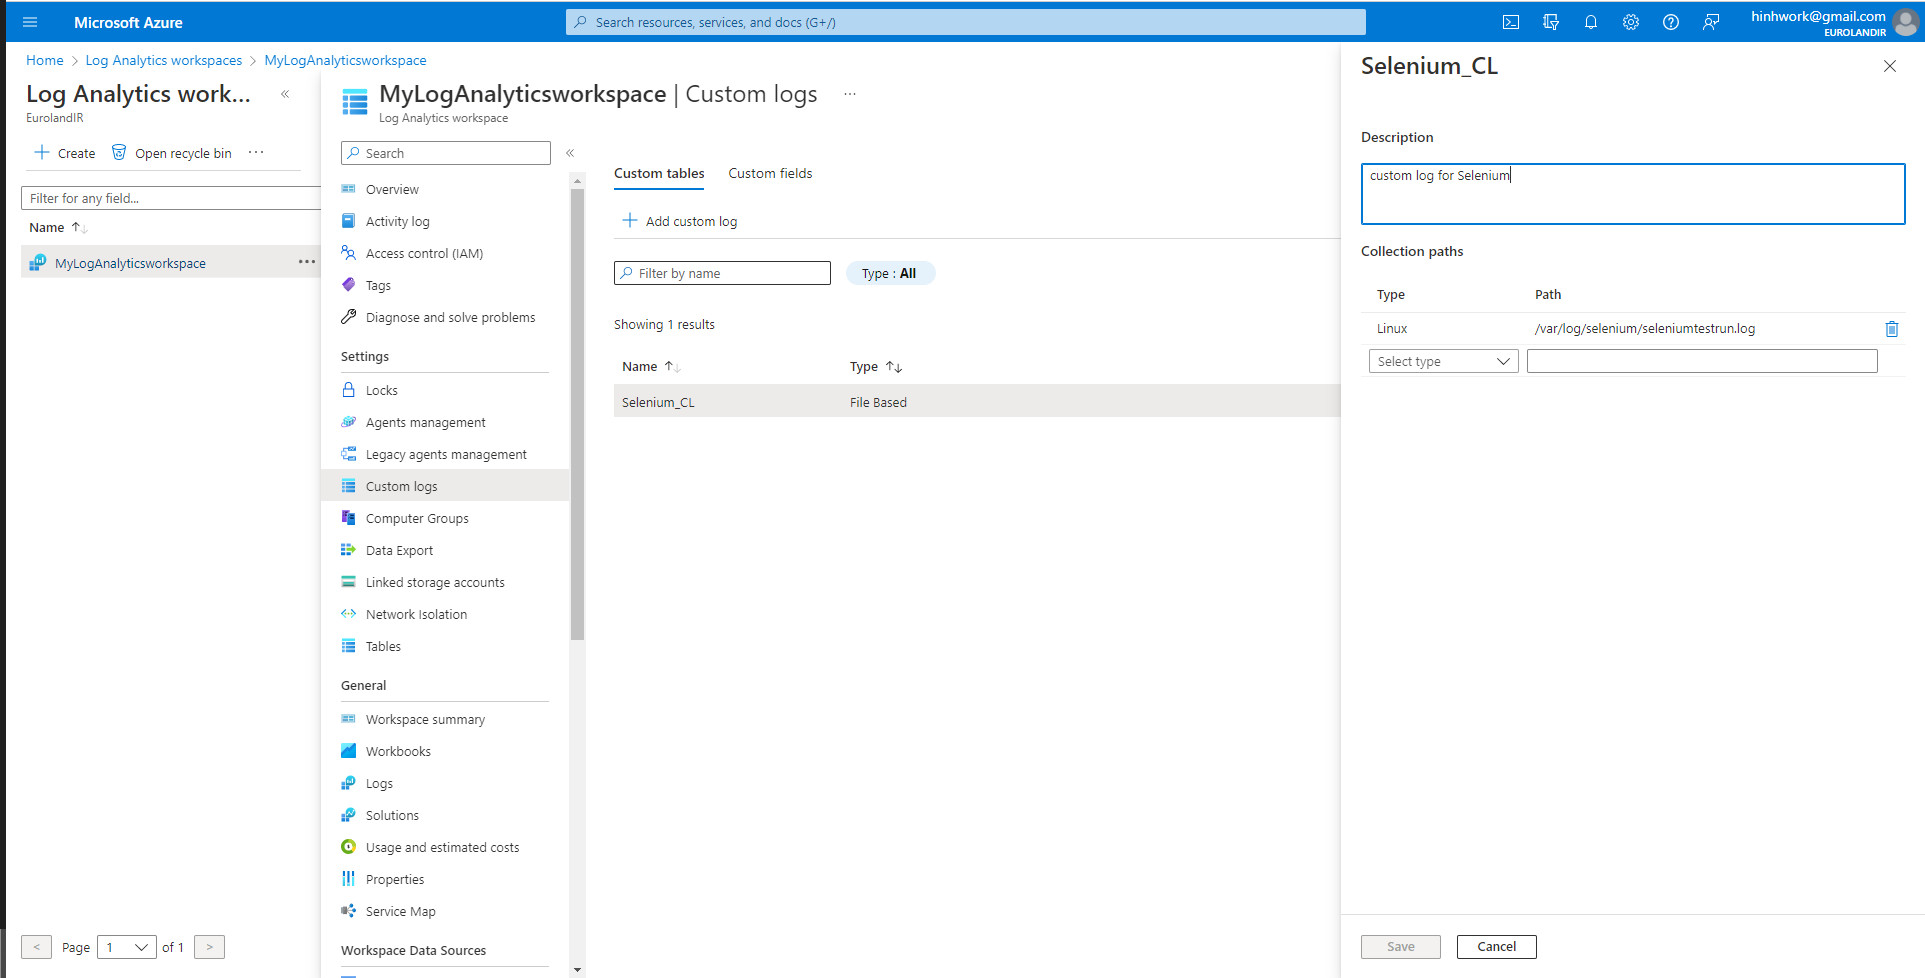 Microsoft Azure
Search resources, services, and docs (G+/)
hinhwork@gmail.com
EUROLANDIR
Home > Log Analytics workspaces > MyLogAnalyticsworkspace
Log Analytics work... «
EurolandIR
+ Create Open recycle bin ...
Filter for any field...
Name ↑↓
MyLogAnalyticsworkspace ...
< Page 1 of 1 >
MyLogAnalyticsworkspace | Custom logs ...
Log Analytics workspace
Search «
Overview
Activity log
Access control (IAM)
Tags
Diagnose and solve problems
Settings
Locks
Agents management
Legacy agents management
Custom logs
Computer Groups
Data Export
Linked storage accounts
Network Isolation
Tables
General
Workspace summary
Workbooks
Logs
Solutions
Usage and estimated costs
Properties
Service Map
Workspace Data Sources
Custom tables Custom fields
+ Add custom log
Filter by name Type : All
Showing 1 results
Name ↑↓ Type ↑↓
Selenium_CL File Based
Selenium_CL
Description
custom log for Selenium
Collection paths
Type Path
Linux /var/log/selenium/seleniumtestrun.log
Select type
Save Cancel